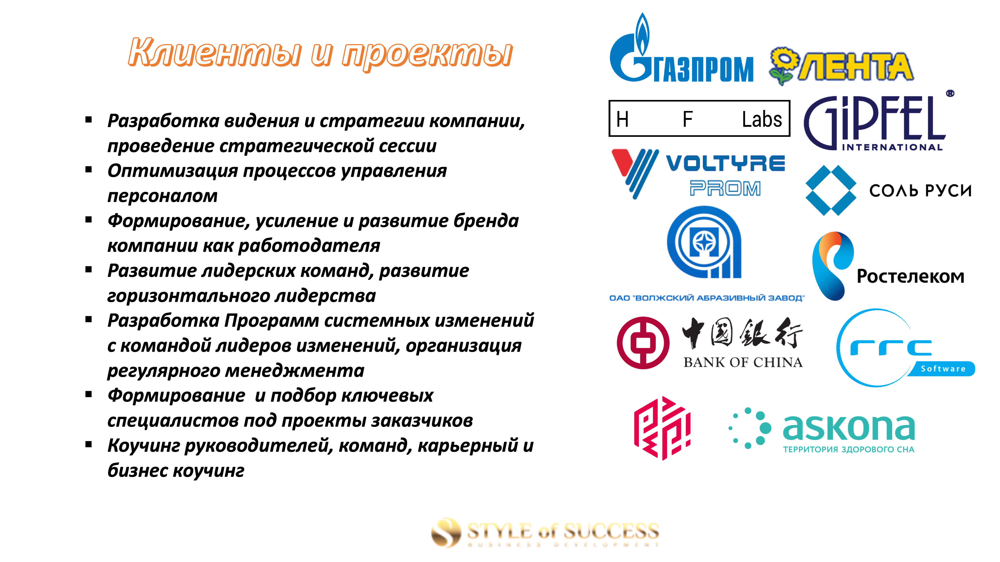 Клиенты и проекты
▪ Разработка видения и стратегии компании,
проведение стратегической сессии
▪ Оптимизация процессов управления
персоналом
▪ Формирование, усиление и развитие бренда
компании как работодателя
▪ Развитие лидерских команд, развитие
горизонтального лидерства
▪ Разработка Программ системных изменений
с командой лидеров изменений, организация
регулярного менеджмента
▪ Формирование и подбор ключевых
специалистов под проекты заказчиков
▪ Коучинг руководителей, команд, карьерный и
бизнес коучинг
ГАЗПРОМ
ЛЕНТА
H F Labs
GIPFEL ®
INTERNATIONAL
VOLTYRE
PROM
СОЛЬ РУСИ
ОАО "ВОЛЖСКИЙ АБРАЗИВНЫЙ ЗАВОД"
Ростелеком
中國銀行
BANK OF CHINA
rrc
Software
askona
ТЕРРИТОРИЯ ЗДОРОВОГО СНА
STYLE of SUCCESS
BUSINESS DEVELOPMENT